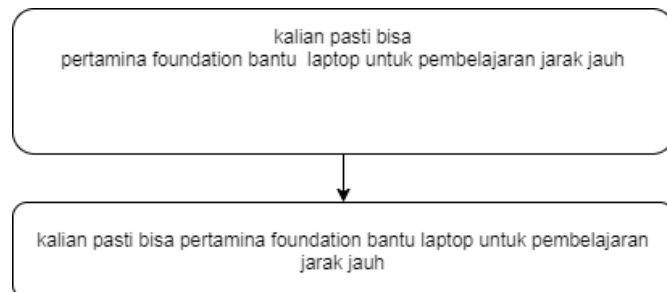 kalian pasti bisa
pertamina foundation bantu  laptop untuk pembelajaran jarak jauh
kalian pasti bisa pertamina foundation bantu laptop untuk pembelajaran
jarak jauh